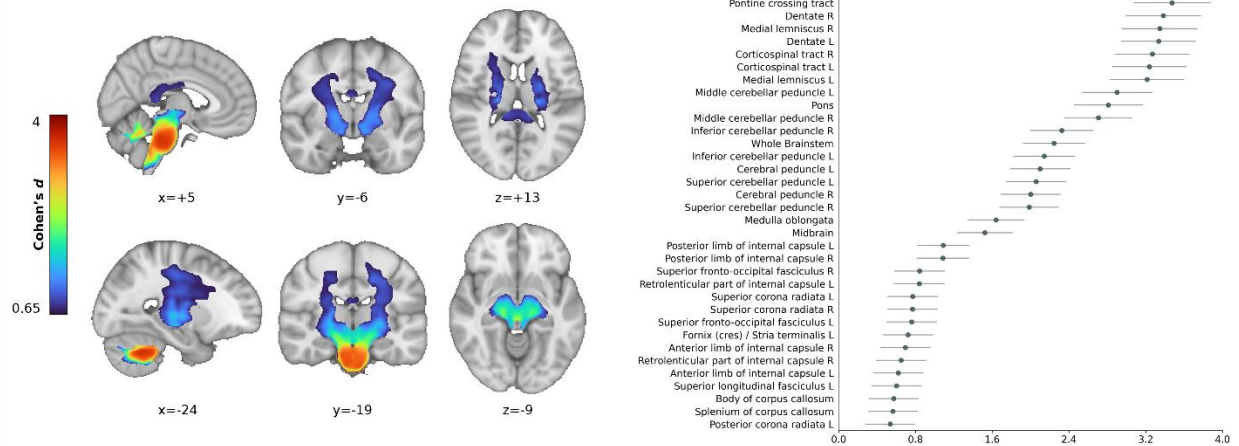 4
Cohen's d
0.65
x=+5
y=-6
z=+13
x=-24
y=-19
z=-9
Pontine crossing tract
Dentate R
Medial lemniscus R
Dentate L
Corticospinal tract R
Corticospinal tract L
Medial lemniscus L
Middle cerebellar peduncle L
Pons
Middle cerebellar peduncle R
Inferior cerebellar peduncle R
Whole Brainstem
Inferior cerebellar peduncle L
Cerebral peduncle L
Superior cerebellar peduncle L
Cerebral peduncle R
Superior cerebellar peduncle R
Medulla oblongata
Midbrain
Posterior limb of internal capsule L
Posterior limb of internal capsule R
Superior fronto-occipital fasciculus R
Retrolenticular part of internal capsule L
Superior corona radiata L
Superior corona radiata R
Superior fronto-occipital fasciculus L
Fornix (cres) / Stria terminalis L
Anterior limb of internal capsule R
Retrolenticular part of internal capsule R
Anterior limb of internal capsule L
Superior longitudinal fasciculus L
Body of corpus callosum
Splenium of corpus callosum
Posterior corona radiata L
0.0 0.8 1.6 2.4 3.2 4.0